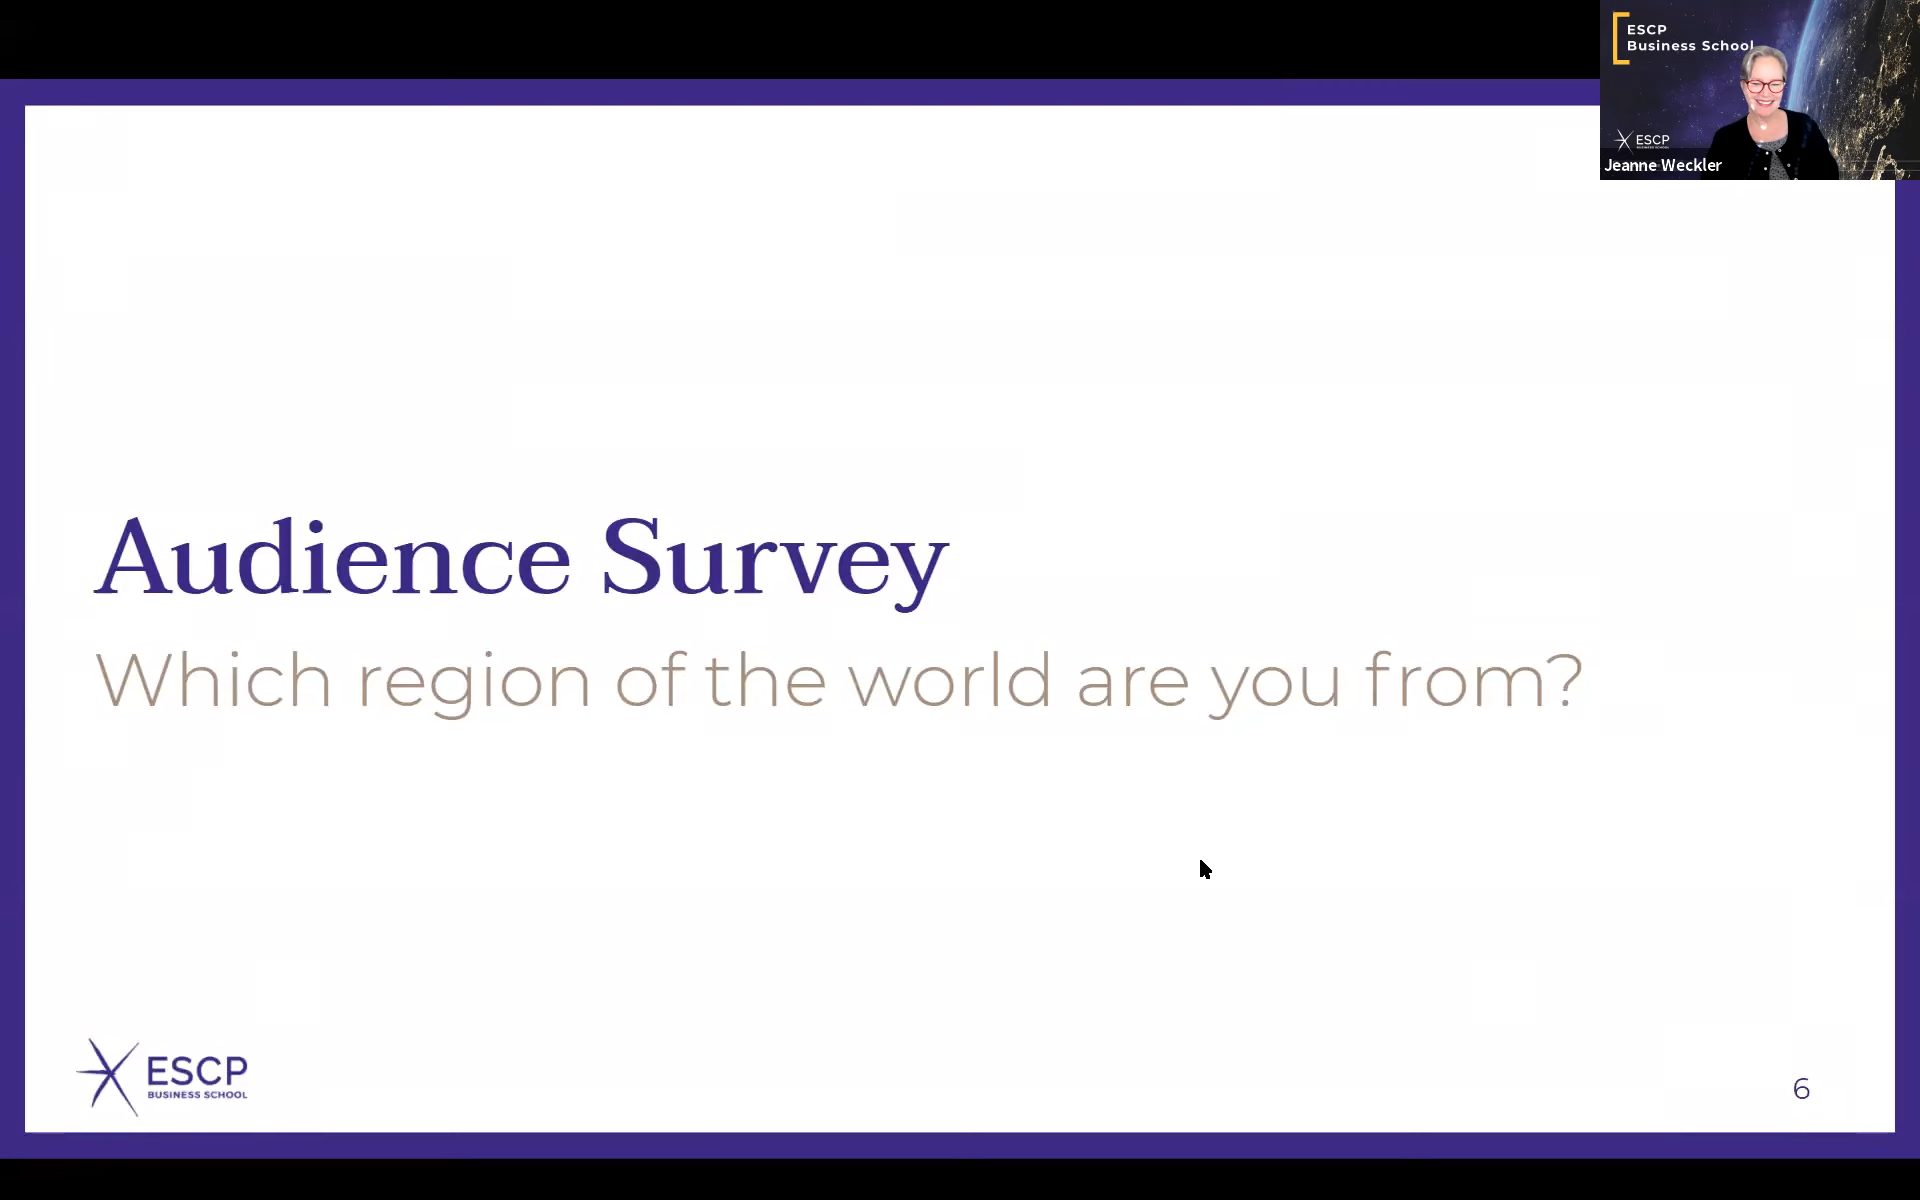 ESCP
Business School
ESCP
Jeanne Weckler
Audience Survey
Which region of the world are you from?
ESCP
BUSINESS SCHOOL
6